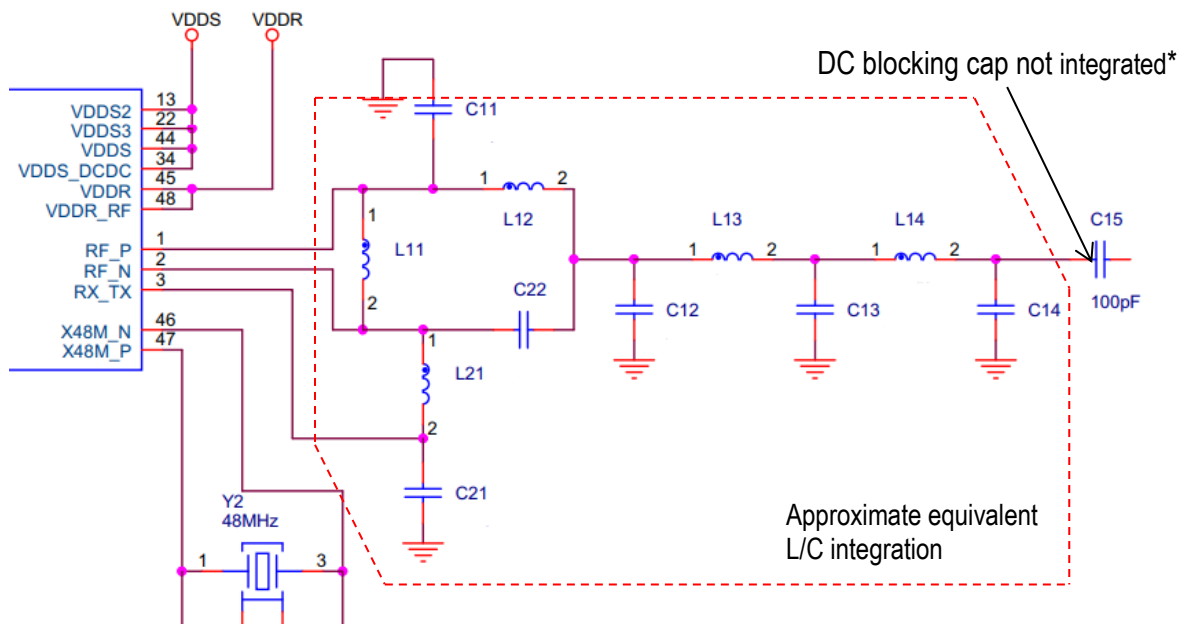 VDDS VDDR
DC blocking cap not integrated*
VDDS2 13
VDDS3 22
VDDS 44
VDDS_DCDC 34
VDDR 45
VDDR_RF 48
RF_P 1
RF_N 2
RX_TX 3
X48M_N 46
X48M_P 47
C11
1 2
L12
1
L11
2
C22
1
L21
2
C21
1 2
L13
C12
1 2
L14
C13
C14
C15
100pF
Y2
48MHz
1 3
Approximate equivalent
L/C integration